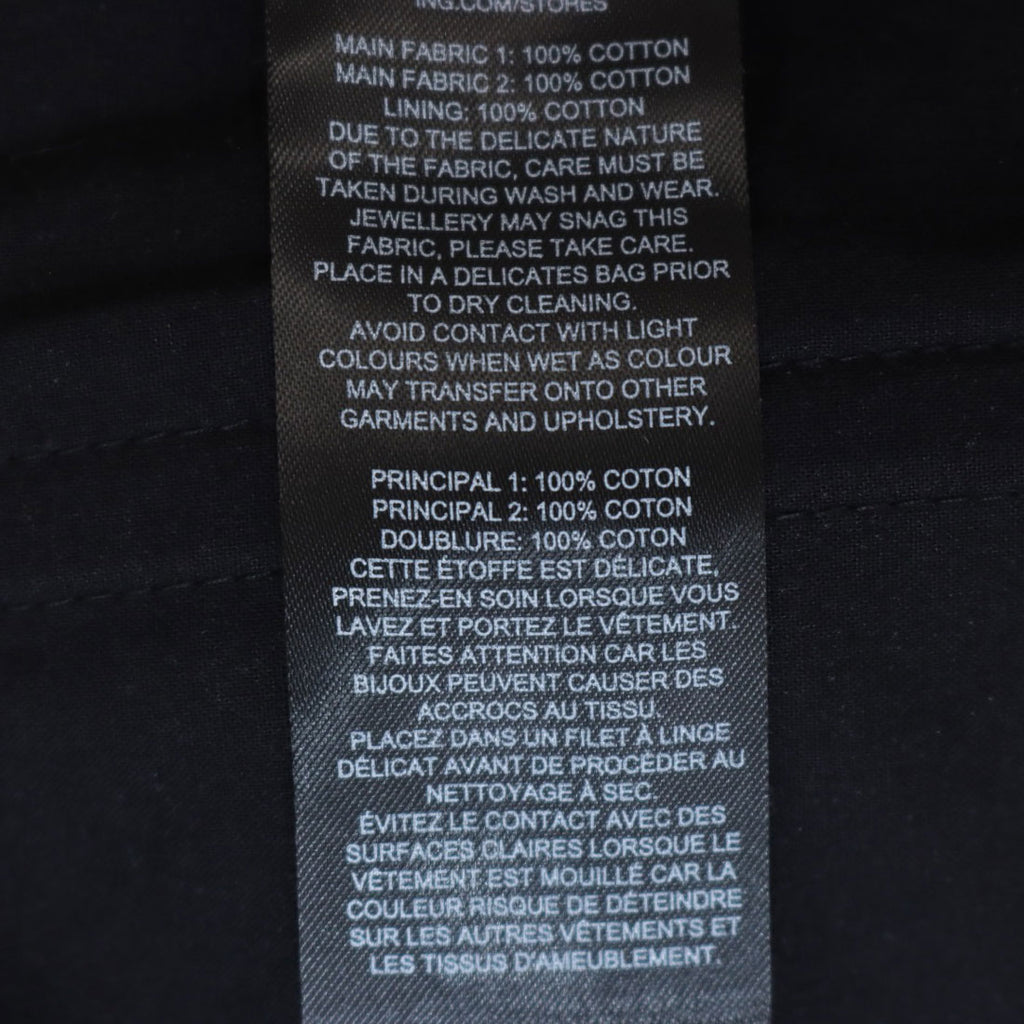 ING.COM/STORES
MAIN FABRIC 1: 100% COTTON
MAIN FABRIC 2: 100% COTTON
LINING: 100% COTTON
DUE TO THE DELICATE NATURE
OF THE FABRIC, CARE MUST BE
TAKEN DURING WASH AND WEAR.
JEWELLERY MAY SNAG THIS
FABRIC, PLEASE TAKE CARE.
PLACE IN A DELICATES BAG PRIOR
TO DRY CLEANING.
AVOID CONTACT WITH LIGHT
COLOURS WHEN WET AS COLOUR
MAY TRANSFER ONTO OTHER
GARMENTS AND UPHOLSTERY.
PRINCIPAL 1: 100% COTON
PRINCIPAL 2: 100% COTON
DOUBLURE: 100% COTON
CETTE ÉTOFFE EST DÉLICATE,
PRENEZ-EN SOIN LORSQUE VOUS
LAVEZ ET PORTEZ LE VÊTEMENT.
FAITES ATTENTION CAR LES
BIJOUX PEUVENT CAUSER DES
ACCROCS AU TISSU.
PLACEZ DANS UN FILET À LINGE
DÉLICAT AVANT DE PROCÉDER AU
NETTOYAGE À SEC.
ÉVITEZ LE CONTACT AVEC DES
SURFACES CLAIRES LORSQUE LE
VÊTEMENT EST MOUILLÉ CAR LA
COULEUR RISQUE DE DÉTEINDRE
SUR LES AUTRES VÊTEMENTS ET
LES TISSUS D'AMEUBLEMENT.